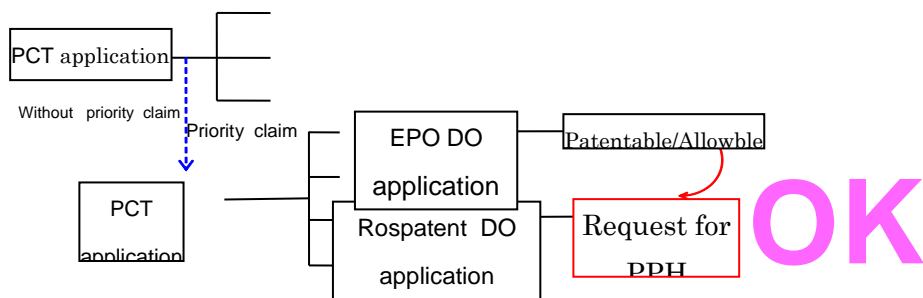 PCT application
Without priority claim
Priority claim
EPO DO
application
Patentable/Allowble
PCT
application
Rospatent DO
application
Request for
PPH
OK